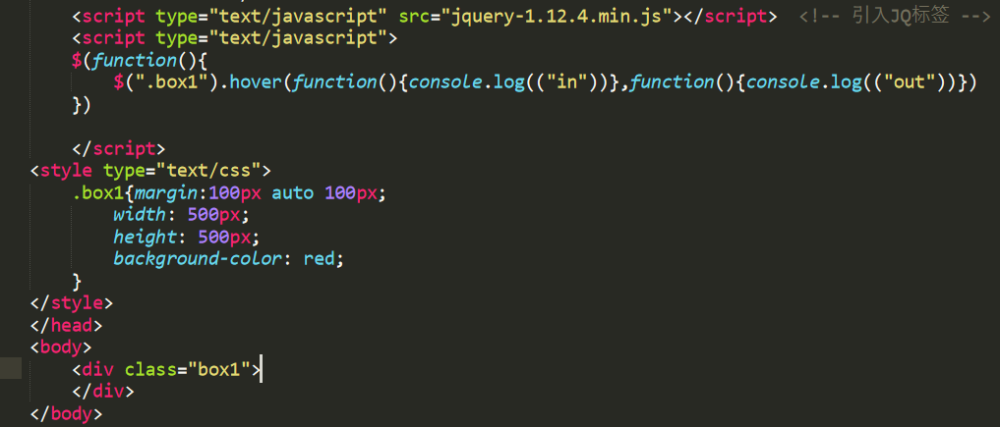 <script type="text/javascript" src="jquery-1.12.4.min.js"></script> <!-- 引入JQ标签 -->
<script type="text/javascript">
$(function(){
$(".box1").hover(function(){console.log(("in"))},function(){console.log(("out"))})
})
</script>
<style type="text/css">
.box1{margin:100px auto 100px;
width: 500px;
height: 500px;
background-color: red;
}
</style>
</head>
<body>
<div class="box1">
</div>
</body>